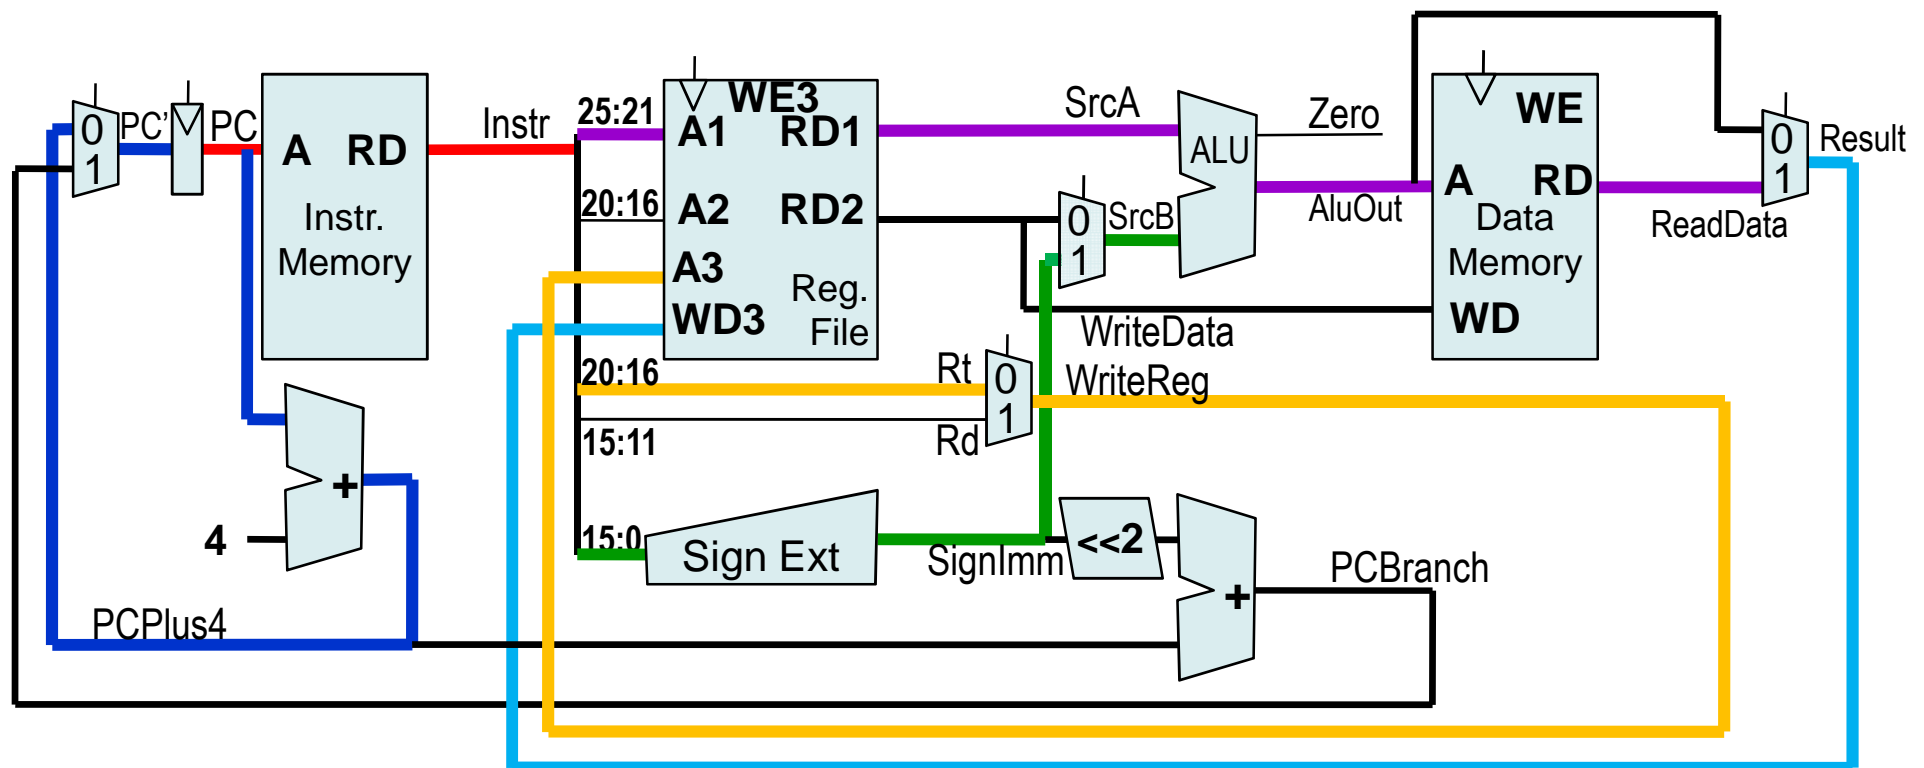 0
1
PC'
PC
A RD
Instr.
Memory
Instr
25:21
20:16
WE3
A1 RD1
A2 RD2
A3
WD3
Reg.
File
SrcA
0
1
SrcB
ALU
Zero
AluOut
WE
A RD
Data
Memory
WD
0
1
Result
ReadData
WriteData
20:16
Rt
0
1
WriteReg
15:11
Rd
+
4
15:0
Sign Ext
SignImm
<<2
+
PCBranch
PCPlus4